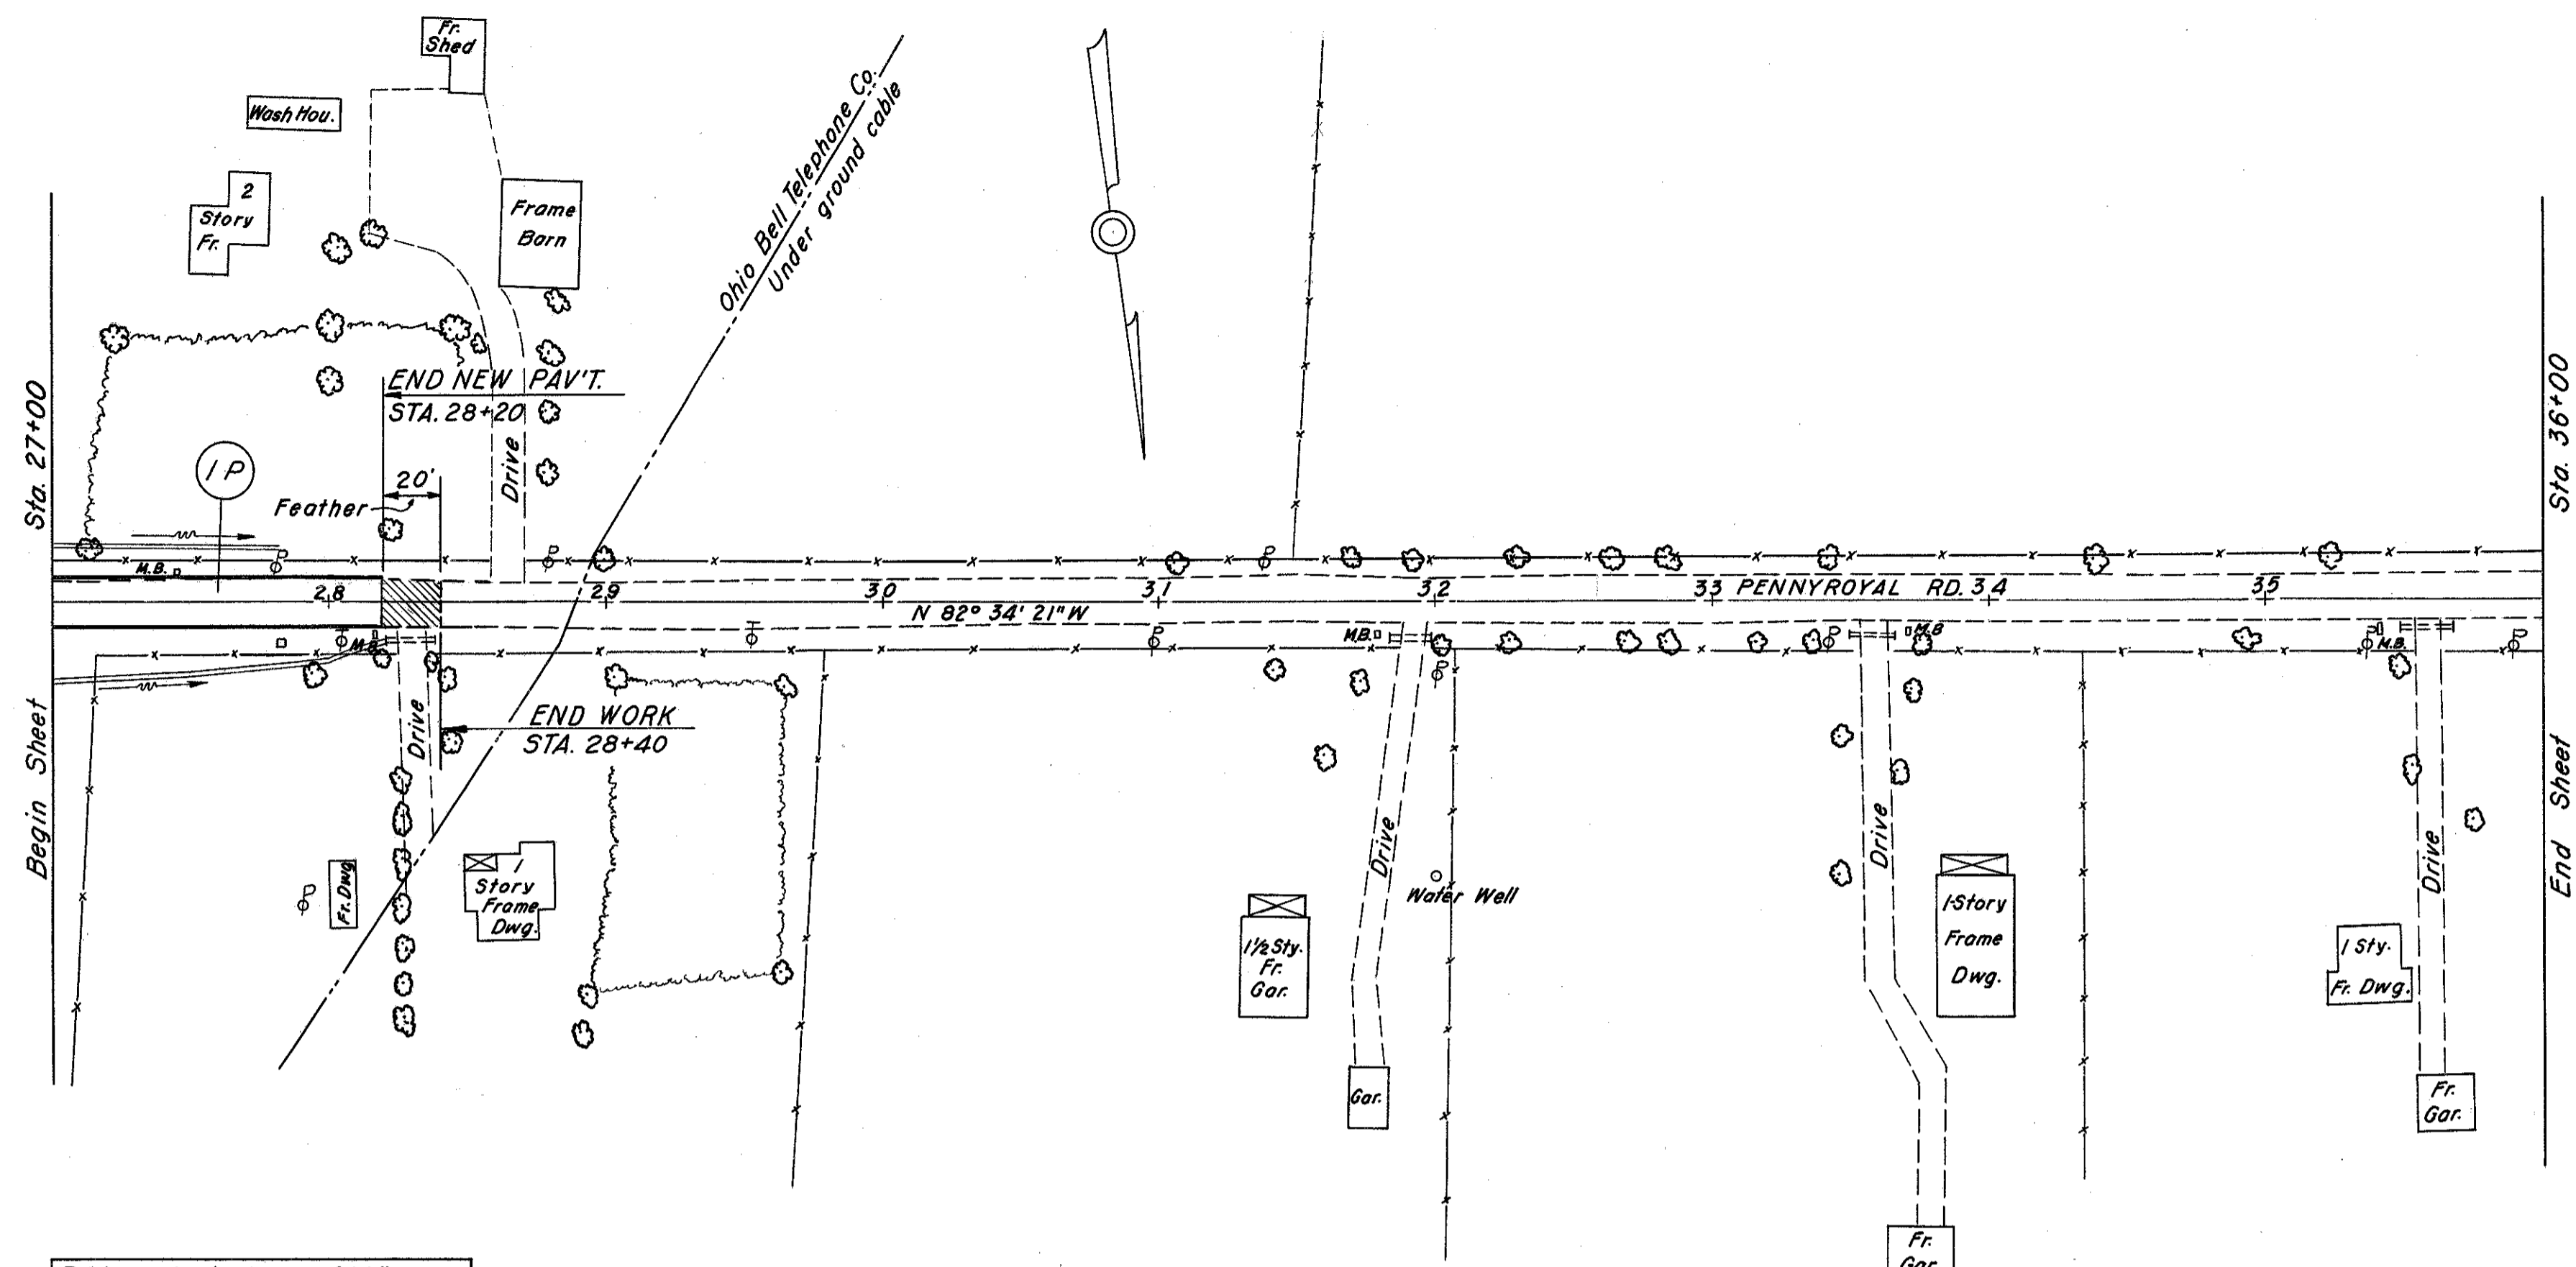 Fr.
Shed
Wash Hou.
2
Story
Fr.
Frame
Barn
Ohio Bell Telephone Co.
Under ground cable
Sta. 27+00
Begin Sheet
END NEW PAV'T.
STA. 28+20
1P
20'
Feather
Drive
M.B.
28
29
30
31
32
33
PENNYROYAL RD.
34
35
N 82° 34' 21" W
M.B.
M.B.
M.B
M.B.
END WORK
STA. 28+40
Drive
Fr. Dwg
1
Story
Frame
Dwg.
Drive
Water Well
1½ Sty.
Fr.
Gar.
Gar.
Drive
1-Story
Frame
Dwg.
Fr.
Gar.
Drive
1 Sty.
Fr. Dwg.
Fr.
Gar.
Sta. 36+00
End Sheet